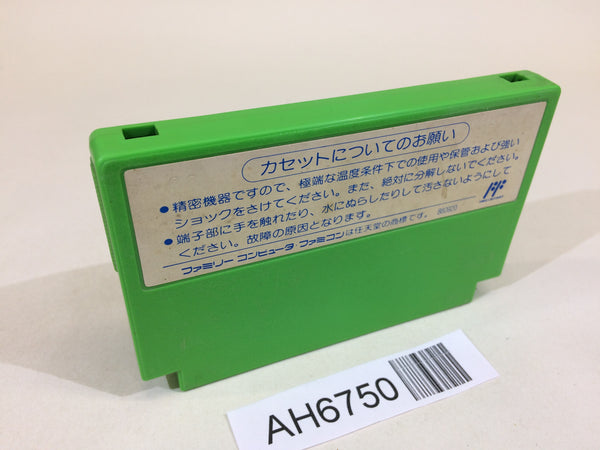 カセットについてのお願い
●精密機器ですので、極端な温度条件下での使用や保管および強い
ショックをさけてください。また、絶対に分解しないでください。
●端子部に手を触れたり、水にぬらしたりして汚さないようにして
ください。故障の原因となります。
ファミリー コンピュータ ファミコンは任天堂の商標です。
AH6750